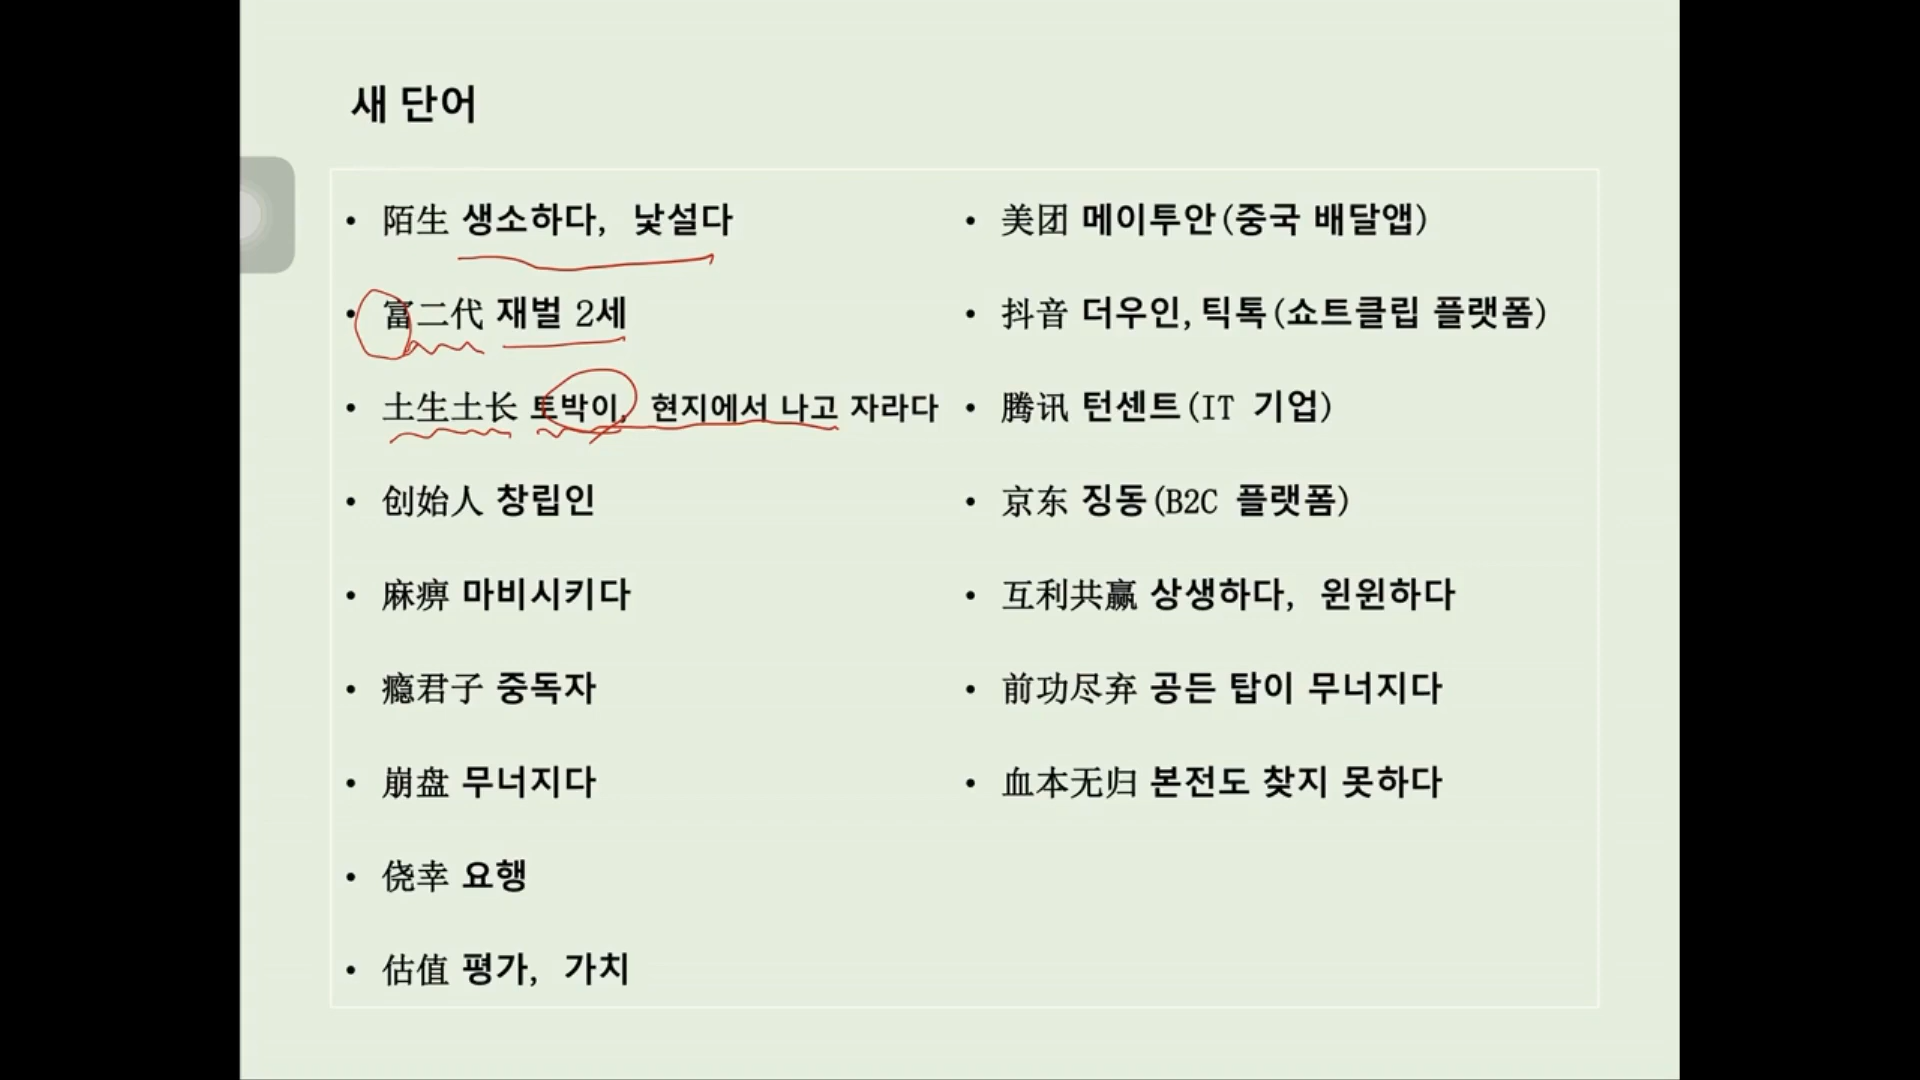 새 단어
• 陌生 생소하다, 낯설다
• 富二代 재벌 2세
• 土生土长 토박이, 현지에서 나고 자라다
• 创始人 창립인
• 麻痹 마비시키다
• 瘾君子 중독자
• 崩盘 무너지다
• 侥幸 요행
• 估值 평가, 가치
• 美团 메이투안(중국 배달앱)
• 抖音 더우인,틱톡(쇼트클립 플랫폼)
• 腾讯 턴센트(IT 기업)
• 京东 징동(B2C 플랫폼)
• 互利共赢 상생하다, 윈윈하다
• 前功尽弃 공든 탑이 무너지다
• 血本无归 본전도 찾지 못하다